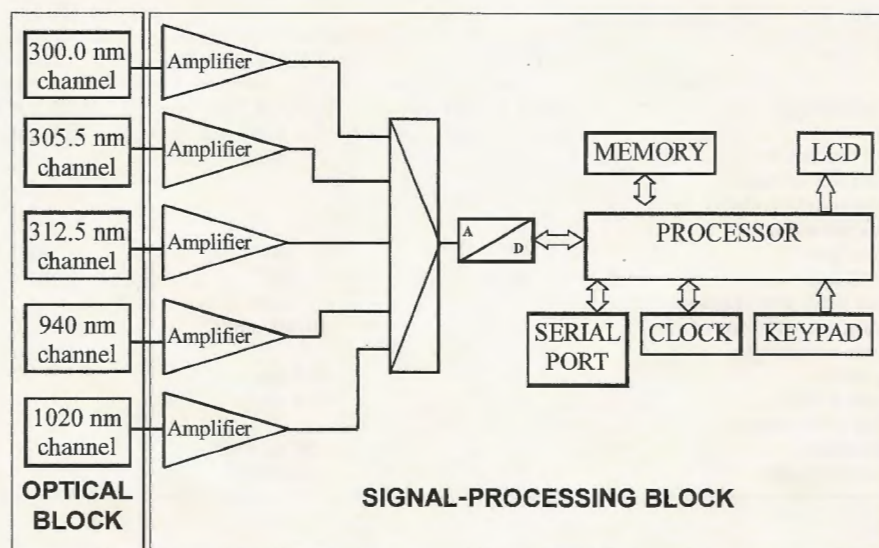 300.0 nm
channel
Amplifier
305.5 nm
channel
Amplifier
312.5 nm
channel
Amplifier
940 nm
channel
Amplifier
1020 nm
channel
Amplifier
A
D
MEMORY
LCD
PROCESSOR
SERIAL
PORT
CLOCK
KEYPAD
OPTICAL
BLOCK
SIGNAL-PROCESSING BLOCK